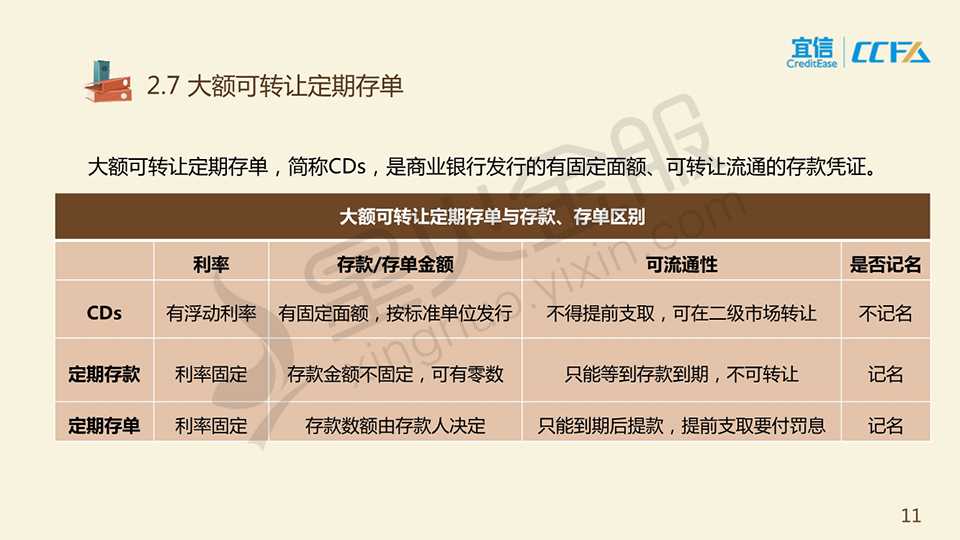 宜信
CreditEase
CCFA
2.7 大额可转让定期存单
大额可转让定期存单，简称CDs，是商业银行发行的有固定面额、可转让流通的存款凭证。
大额可转让定期存单与存款、存单区别
利率 存款/存单金额 可流通性 是否记名
CDs 有浮动利率 有固定面额，按标准单位发行 不得提前支取，可在二级市场转让 不记名
定期存款 利率固定 存款金额不固定，可有零数 只能等到存款到期，不可转让 记名
定期存单 利率固定 存款数额由存款人决定 只能到期后提款，提前支取要付罚息 记名
星火金服
xinghuo.yixin.com
11